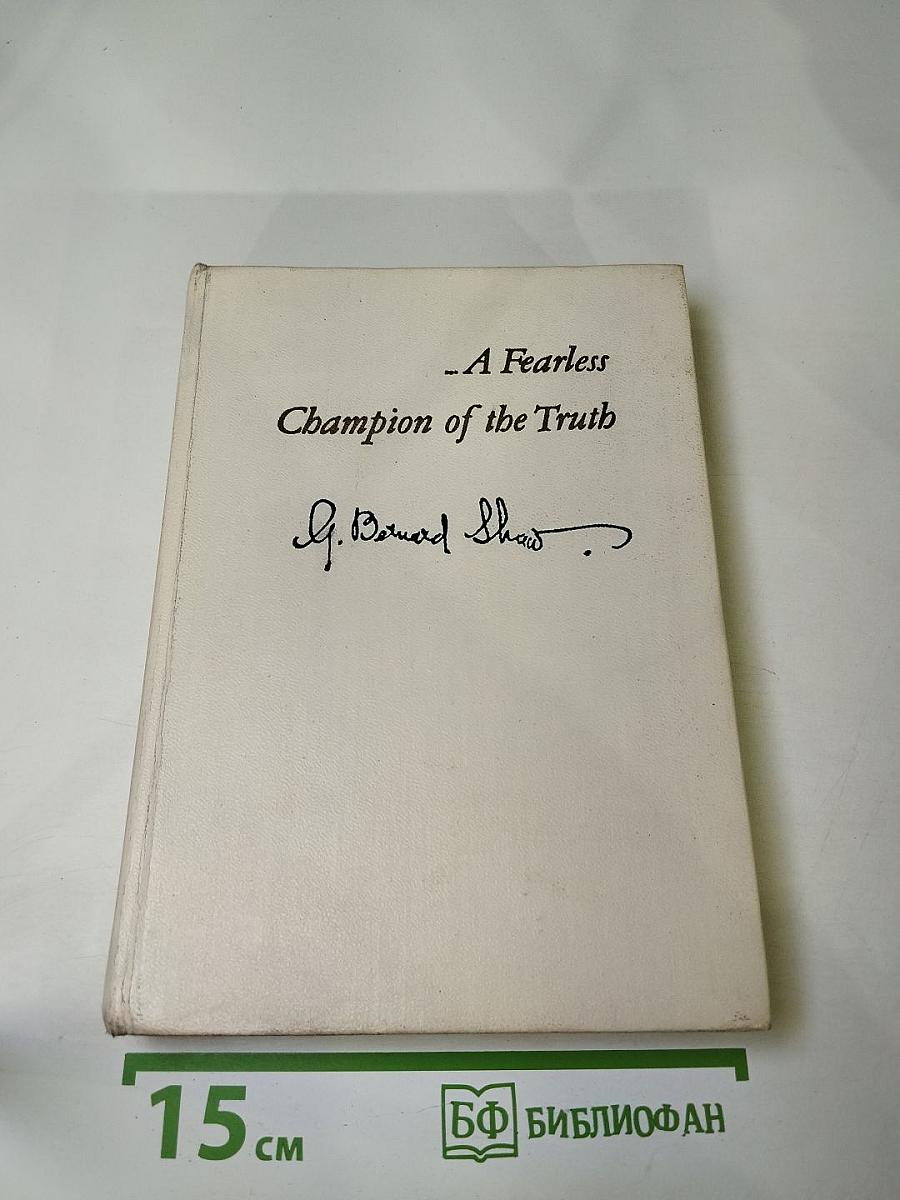 ... A Fearless
Champion of the Truth
G. Bernard Shaw
15 см
БФ БИБЛИОФАН